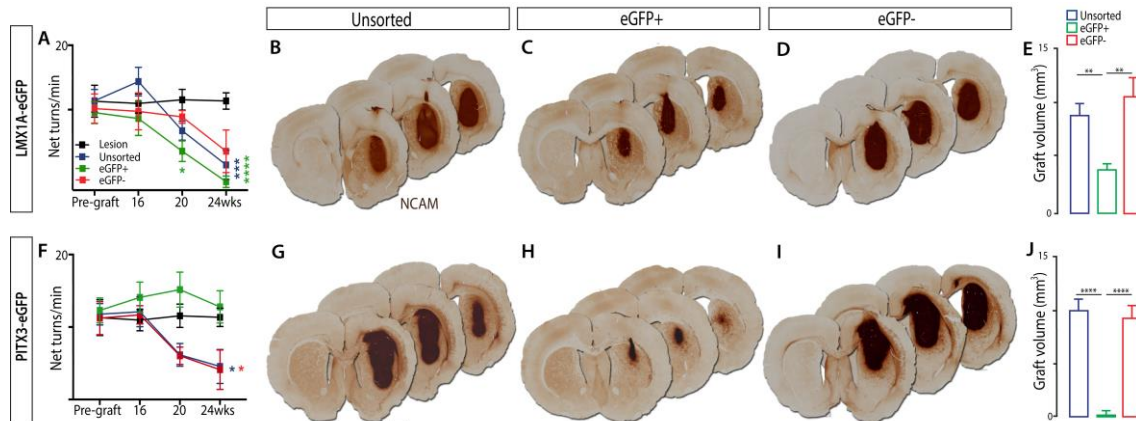 Unsorted
eGFP+
eGFP-
Unsorted
eGFP+
eGFP-
LMX1A-eGFP
A
20
Net turns/min
Lesion
Unsorted
eGFP+
eGFP-
*
***
****
Pre-graft 16 20 24wks
B
NCAM
C
D
E
15
Graft volume (mm³)
** **
0
PITX3-eGFP
F
20
Net turns/min
* *
Pre-graft 16 20 24wks
G
H
I
J
15
Graft volume (mm³)
**** ****
0